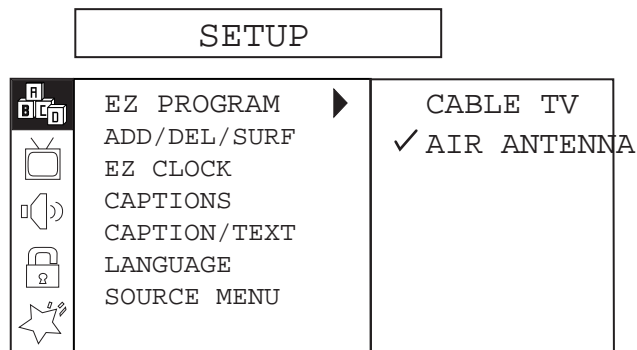 SETUP
A
B C D
EZ PROGRAM
ADD/DEL/SURF
EZ CLOCK
CAPTIONS
CAPTION/TEXT
LANGUAGE
SOURCE MENU
CABLE TV
AIR ANTENNA